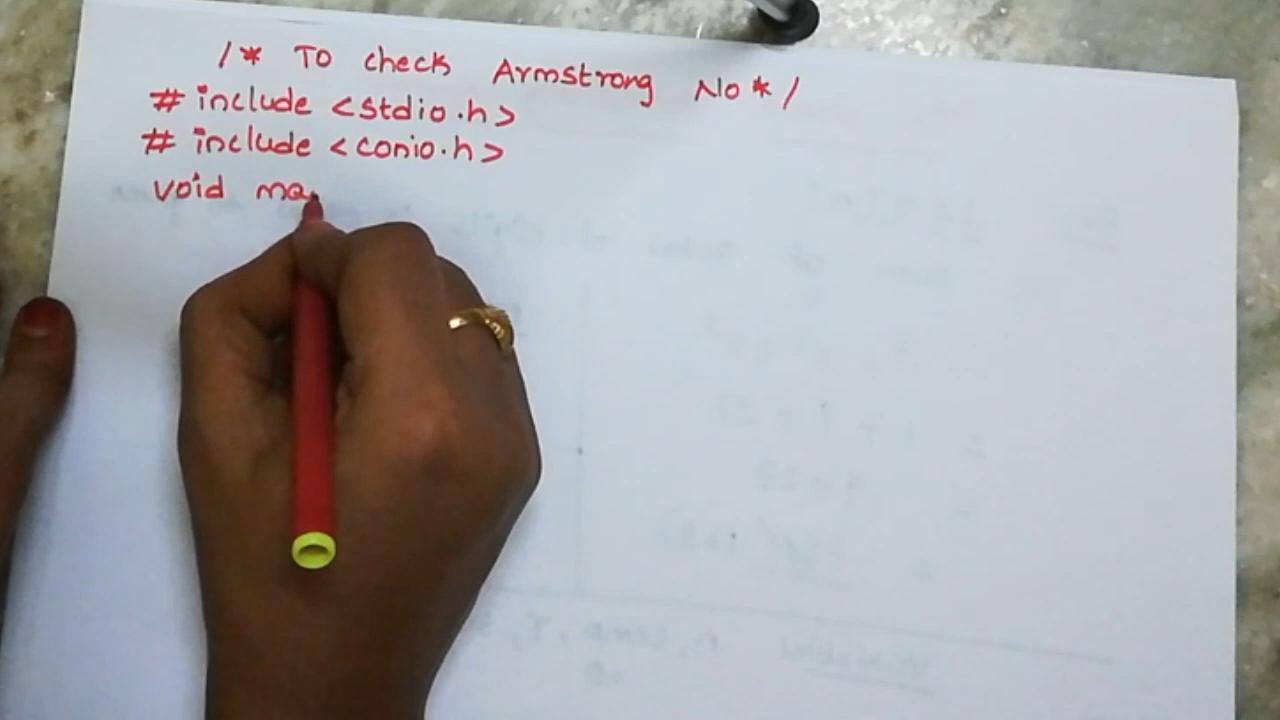 /* To check Armstrong No */
# include <stdio.h>
# include <conio.h>
void ma